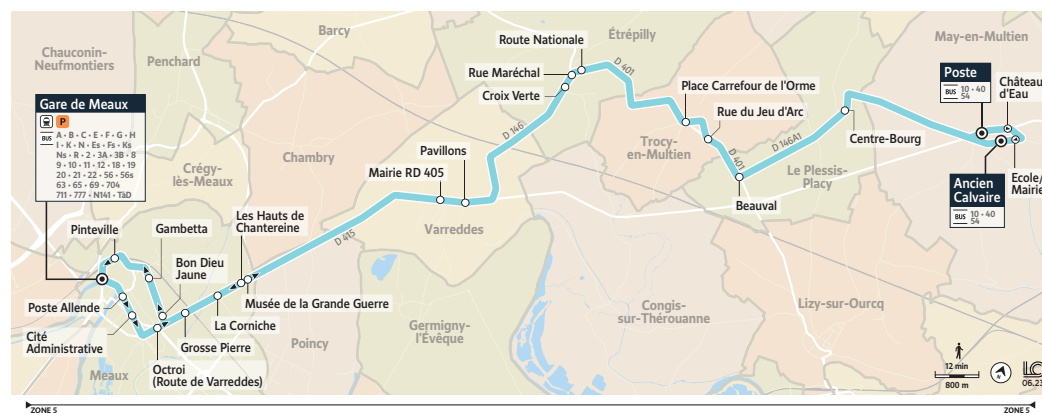 Chauconin-
Neufmontiers
Penchard
Barcy
Étrépilly
May-en-Multien
Route Nationale
Rue Maréchal
Croix Verte
D 401
Place Carrefour de l'Orme
Rue du Jeu d'Arc
Poste
BUS 10 • 40
54
Château
d'Eau
Gare de Meaux
P
BUS A • B • C • E • F • G • H
I • K • N • Es • Fs • Ks
Ns • R • 2 • 3A • 3B • 8
9 • 10 • 11 • 12 • 18 • 19
20 • 21 • 22 • 56 • 56s
63 • 65 • 69 • 704
711 • 777 • N141 • TàD
Crégy-
lès-Meaux
Chambry
D 146
Pavillons
Mairie RD 405
Trocy-
en-Multien
D 401
D 146A1
Centre-Bourg
Le Plessis-
Placy
Beauval
Ancien
Calvaire
BUS 10 • 40
54
Ecole/
Mairie
Pinteville
Gambetta
Les Hauts de
Chantereine
D 415
Varreddes
Bon Dieu
Jaune
Musée de la Grande Guerre
La Corniche
Poste Allende
Cité
Administrative
Grosse Pierre
Octroi
(Route de Varreddes)
Meaux
Poincy
Germigny-
l'Évêque
Congis-
sur-Thérouanne
Lizy-sur-Ourcq
12 min
800 m
06.23
ZONE 5
ZONE 5